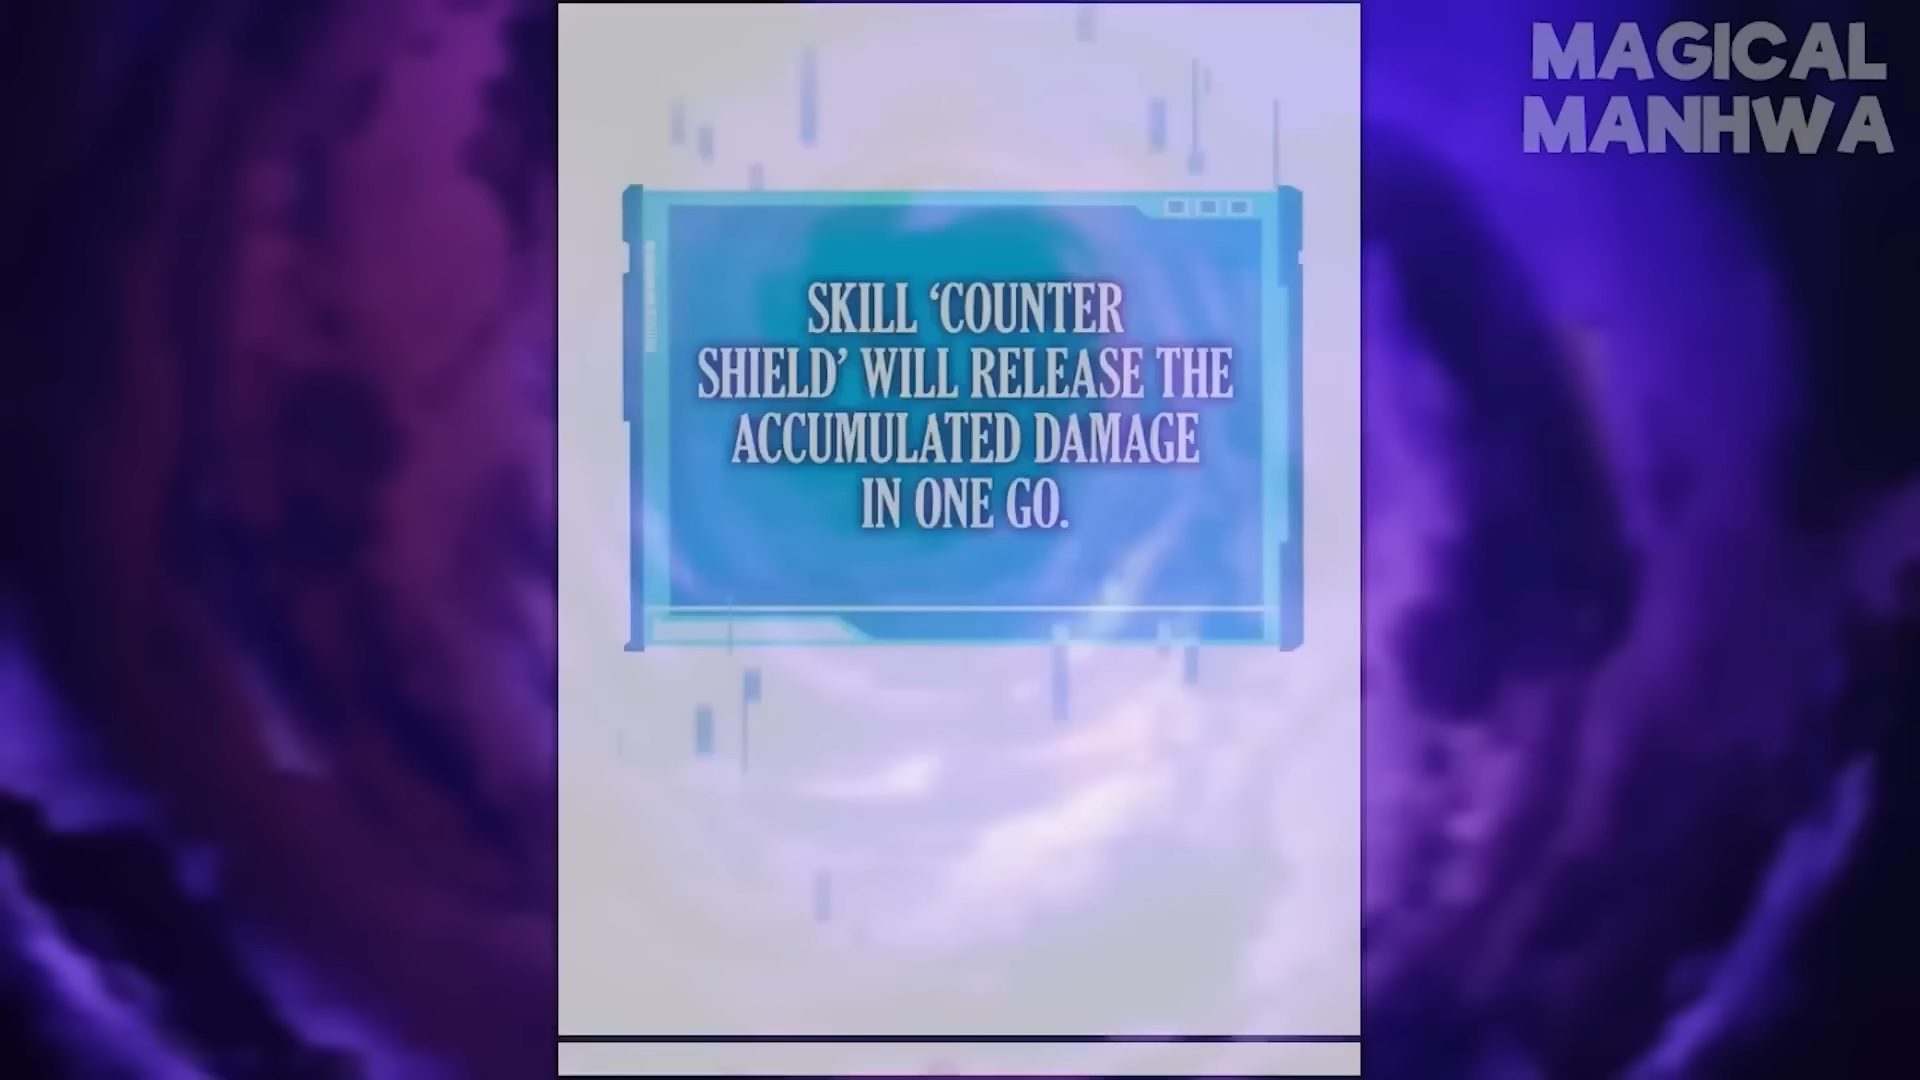 MAGICAL
MANHWA
SKILL ‘COUNTER
SHIELD’ WILL RELEASE THE
ACCUMULATED DAMAGE
IN ONE GO.